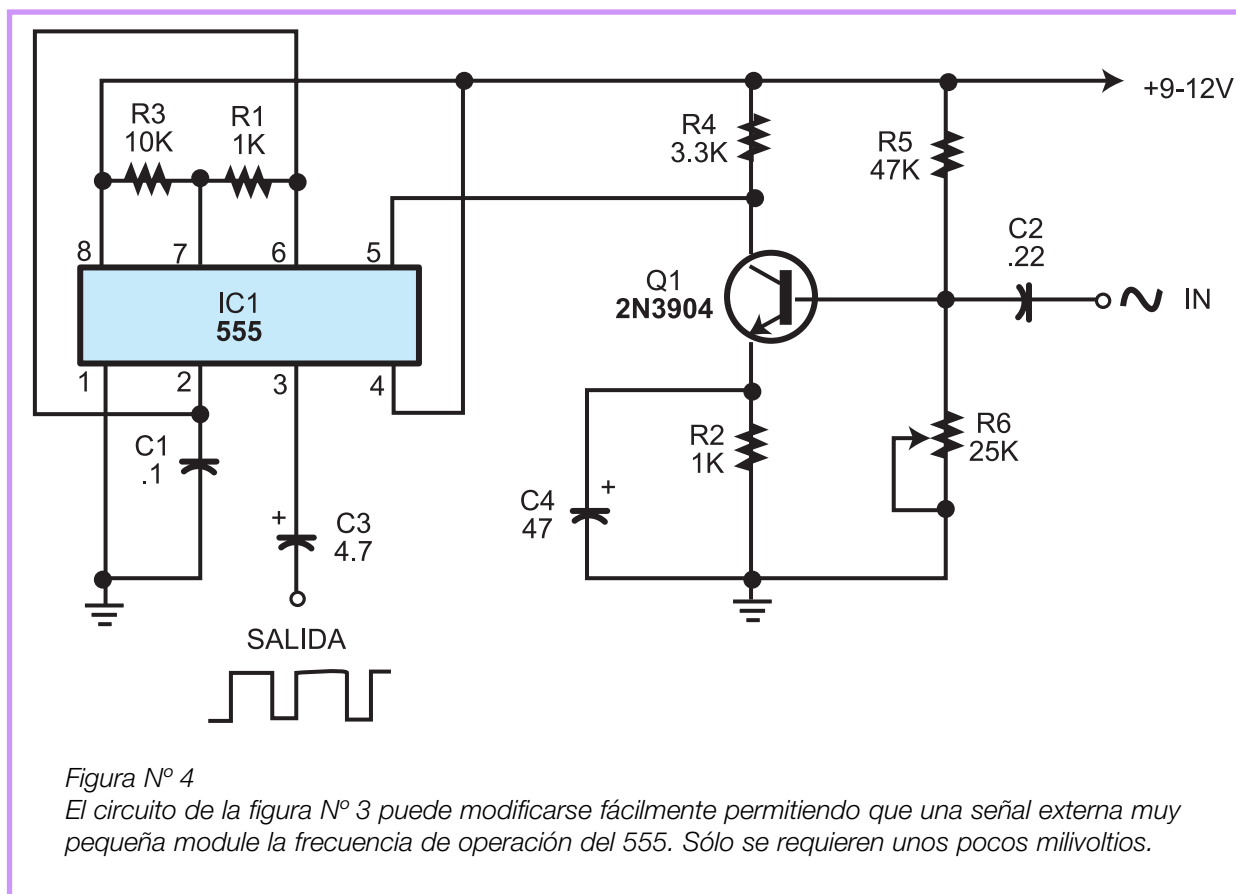 +9-12V
R3
10K
R1
1K
R4
3.3K
R5
47K
8
7
6
5
C2
.22
IC1
555
Q1
2N3904
IN
1
2
3
4
C1
.1
R2
1K
R6
25K
+
C3
4.7
+
C4
47
SALIDA
Figura Nº 4
El circuito de la figura Nº 3 puede modificarse fácilmente permitiendo que una señal externa muy
pequeña module la frecuencia de operación del 555. Sólo se requieren unos pocos milivoltios.